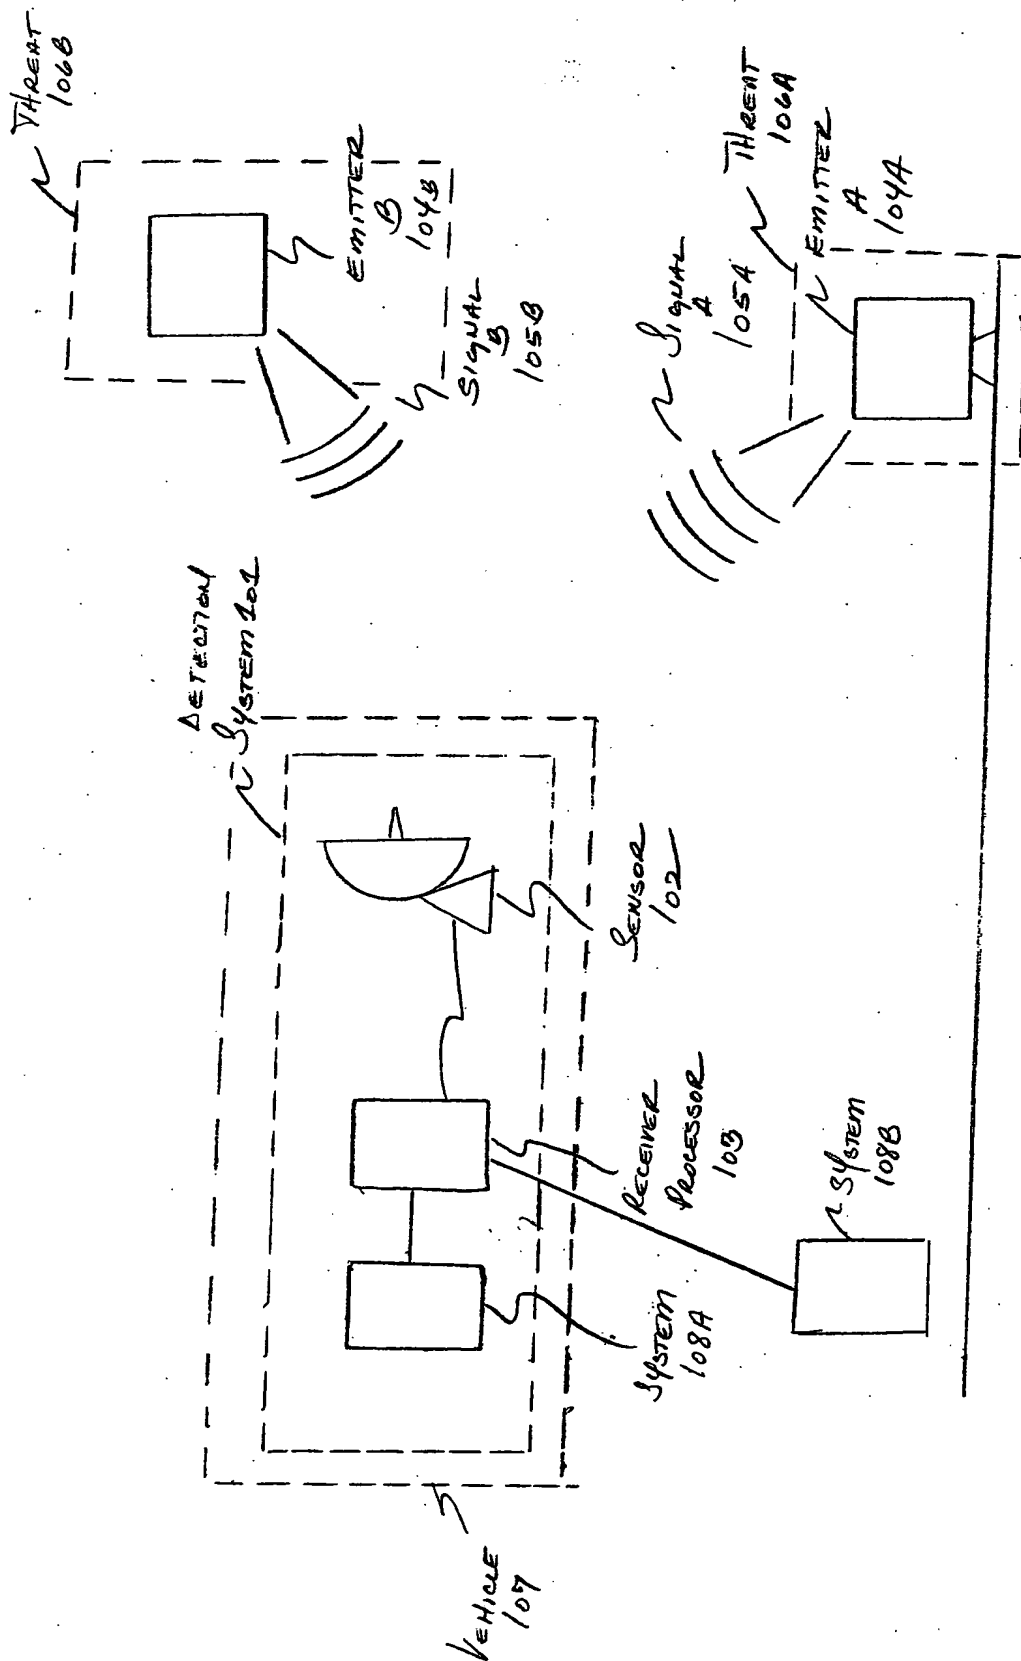 THREAT
106B
EMITTER
B
104B
SIGNAL
B
105B
DETECTION
SYSTEM 101
SENSOR
102
RECEIVER
PROCESSOR
103
SYSTEM
108A
VEHICLE
107
SYSTEM
108B
SIGNAL
A
105A
THREAT
106A
EMITTER
A
104A